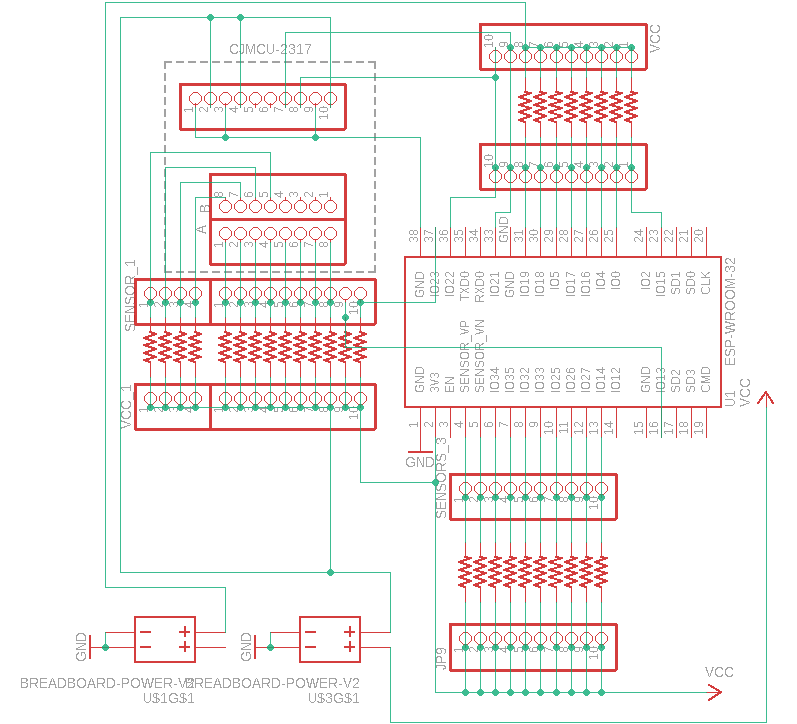 CJMCU-2317
VCC
10 9 8 7 6 5 4 3 2 1
1 2 3 4 5 6 7 8 9 10
10 9 8 7 6 5 4 3 2 1
B
8 7 6 5 4 3 2 1
A
1 2 3 4 5 6 7 8
38 37 36 35 34 33 GND 31 30 29 28 27 26 25 24 23 22 21 20
GND IO23 IO22 TXD0 RXD0 IO21 GND IO19 IO18 IO5 IO17 IO16 IO4 IO0 IO2 IO15 SD1 SD0 CLK
ESP-WROOM-32
U1
GND 3V3 EN SENSOR_VP SENSOR_VN IO34 IO35 IO32 IO33 IO25 IO26 IO27 IO14 IO12 GND IO13 SD2 SD3 CMD
1 2 3 4 5 6 7 8 9 10 11 12 13 14 15 16 17 18 19
SENSOR_1
1 2 3 4 1 2 3 4 5 6 7 8 9 10
VCC_1
1 2 3 4 1 2 3 4 5 6 7 8 9 10
VCC
GND
SENSORS_3
1 2 3 4 5 6 7 8 9 10
JP9
1 2 3 4 5 6 7 8 9 10
VCC
GND
GND
BREADBOARD-POWER-V2
U$1G$1
BREADBOARD-POWER-V2
U$3G$1